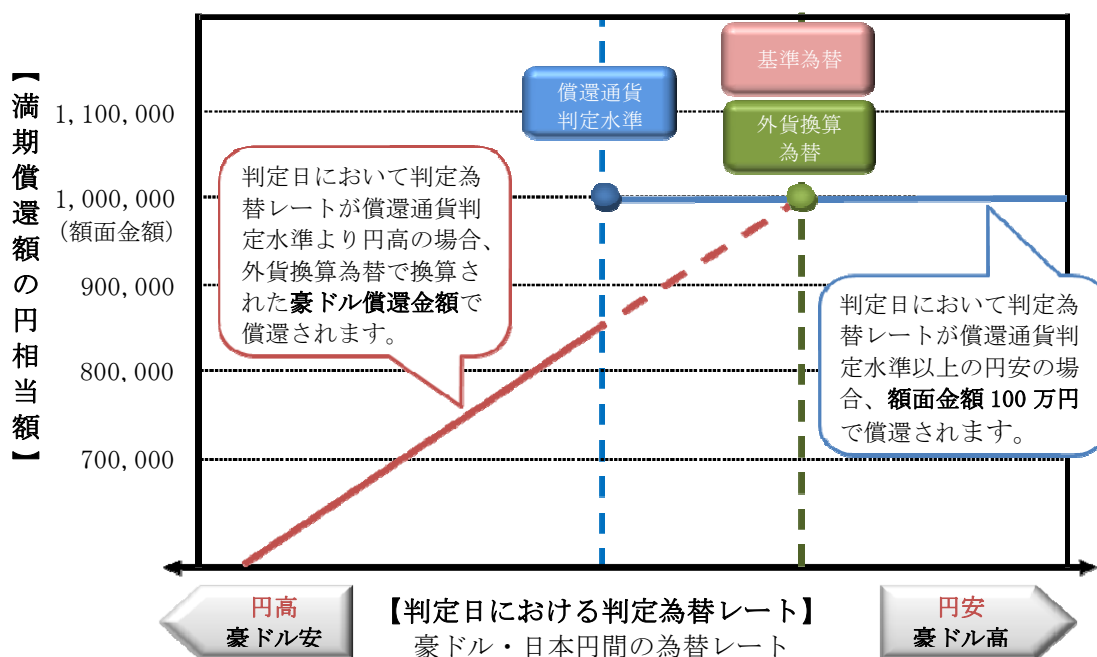 【満期償還額の円相当額】
1,100,000
1,000,000
(額面金額)
900,000
800,000
700,000
償還通貨
判定水準
基準為替
外貨換算
為替
判定日において判定為
替レートが償還通貨判
定水準より円高の場合、
外貨換算為替で換算さ
れた豪ドル償還金額で
償還されます。
判定日において判定為
替レートが償還通貨判
定水準以上の円安の場
合、額面金額 100 万円
で償還されます。
円高
豪ドル安
【判定日における判定為替レート】
豪ドル・日本円間の為替レート
円安
豪ドル高